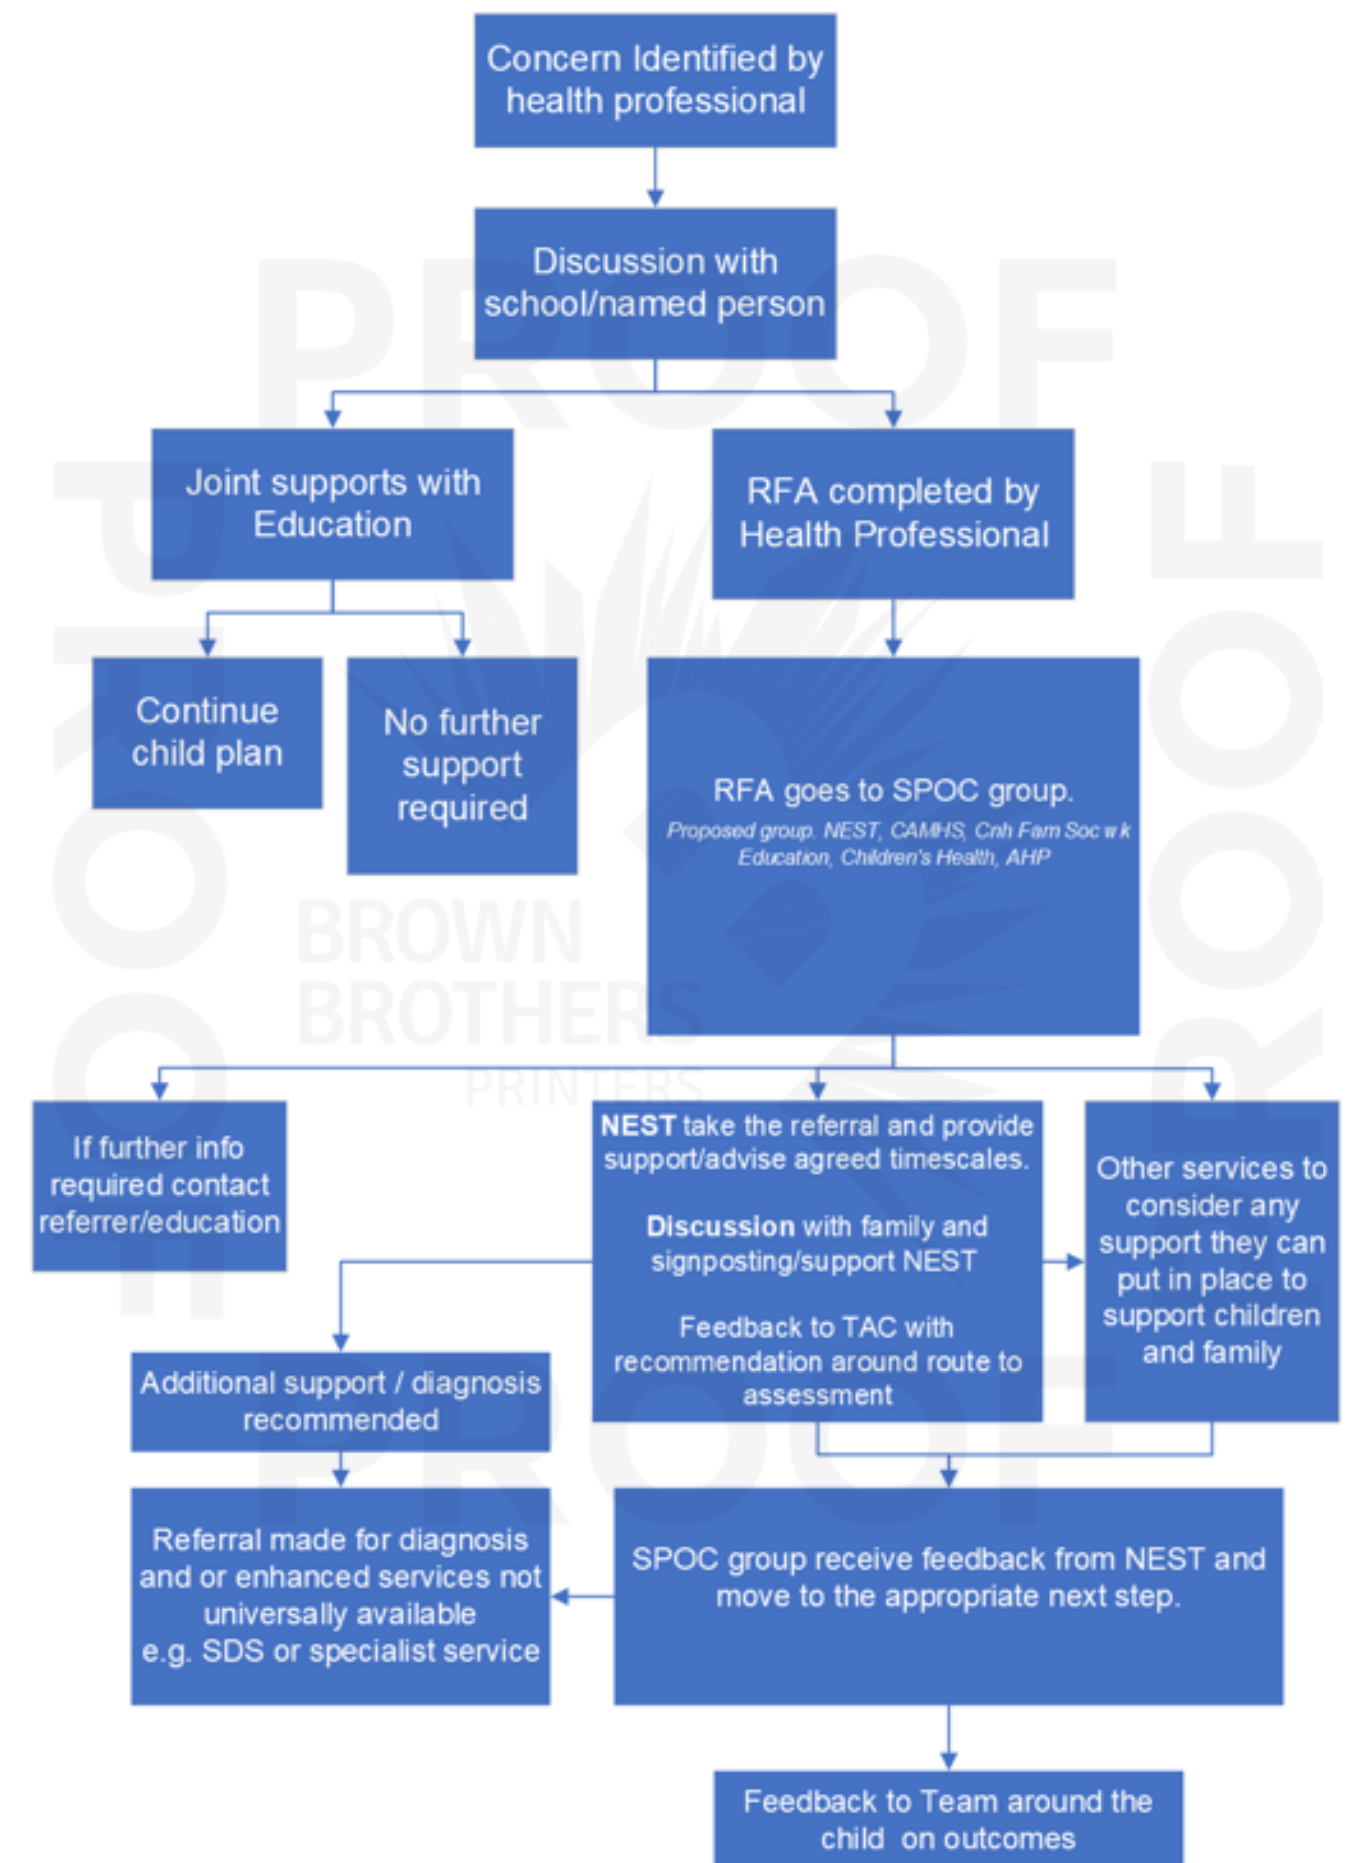 Concern Identified by
health professional
Discussion with
school/named person
Joint supports with
Education
RFA completed by
Health Professional
Continue
child plan
No further
support
required
RFA goes to SPOC group.
Proposed group. NEST, CAMHS, Cnh Fam Soc wk
Education, Children's Health, AHP
If further info
required contact
referrer/education
NEST take the referral and provide
support/advise agreed timescales.
Discussion with family and
signposting/support NEST
Feedback to TAC with
recommendation around route to
assessment
Other services to
consider any
support they can
put in place to
support children
and family
Additional support / diagnosis
recommended
Referral made for diagnosis
and or enhanced services not
universally available
e.g. SDS or specialist service
SPOC group receive feedback from NEST and
move to the appropriate next step.
Feedback to Team around the
child on outcomes
PROOF
PROOF
PROOF
PROOF
BROWN
BROTHERS
PRINTERS